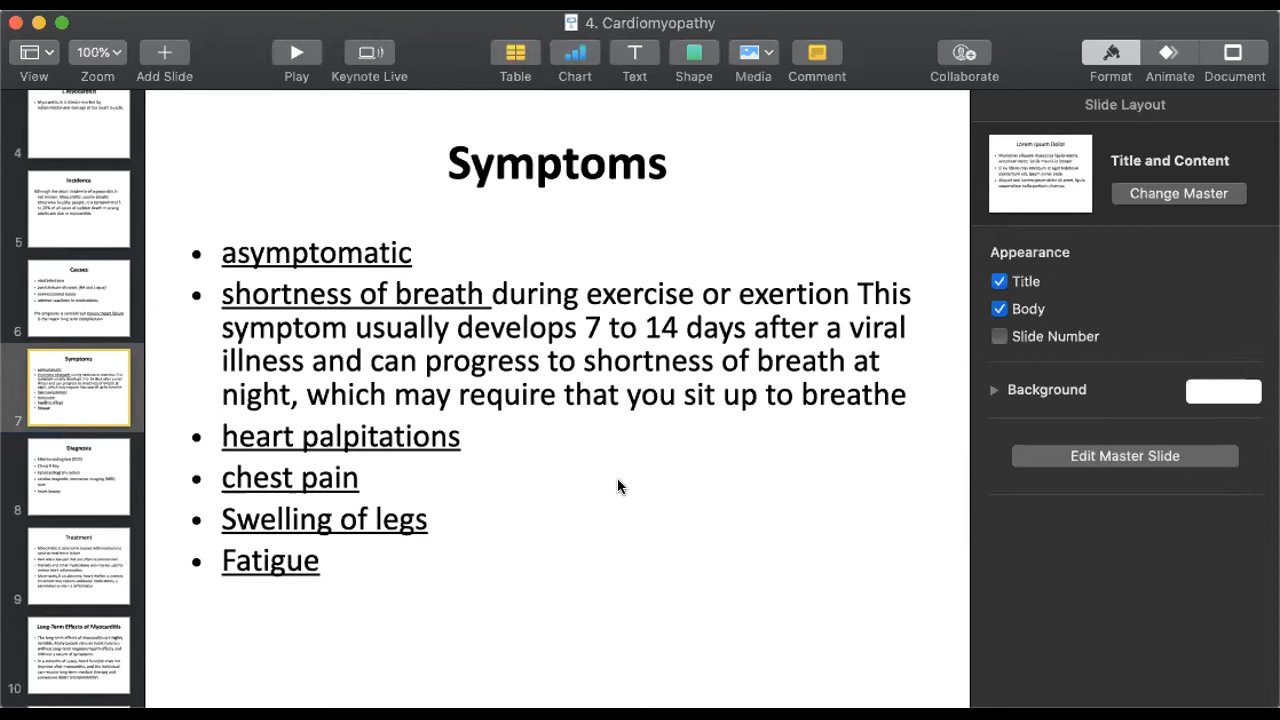 4. Cardiomyopathy
100%
View
Zoom
Add Slide
Play
Keynote Live
Table
Chart
Text
Shape
Media
Comment
Collaborate
Format
Animate
Document
4
Incidence
5
Causes
6
Symptoms
7
Diagnosis
8
Treatment
9
Long-Term Effects of Myocarditis
10
Symptoms
• asymptomatic
• shortness of breath during exercise or exertion This
symptom usually develops 7 to 14 days after a viral
illness and can progress to shortness of breath at
night, which may require that you sit up to breathe
• heart palpitations
• chest pain
• Swelling of legs
• Fatigue
Slide Layout
Lorem Ipsum Dolor
Title and Content
Change Master
Appearance
Title
Body
Slide Number
Background
Edit Master Slide